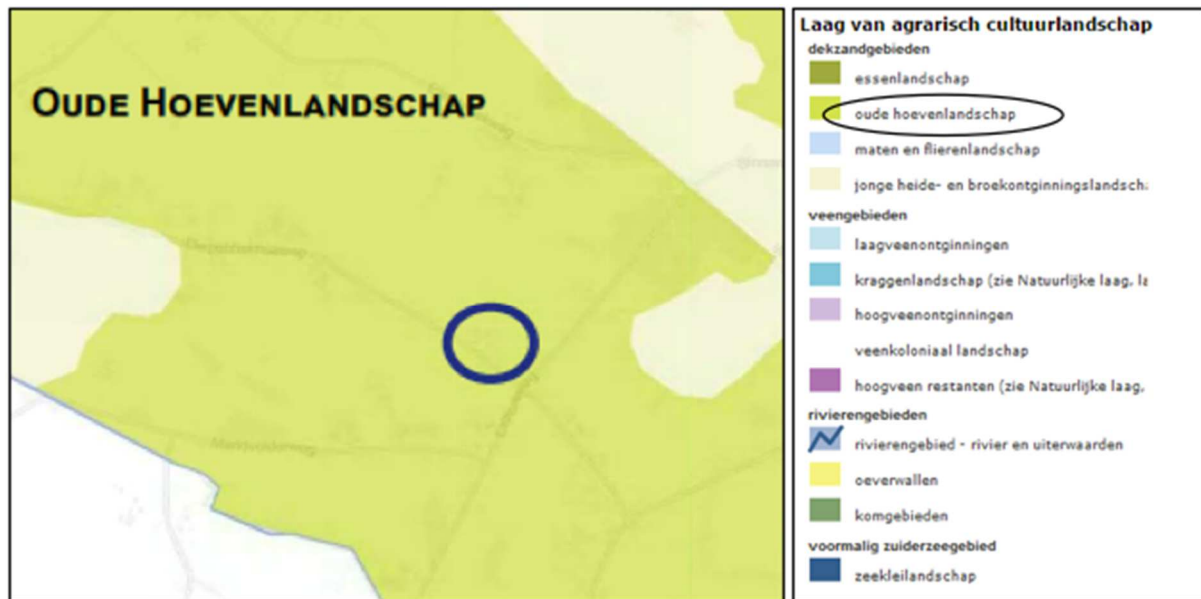 OUDE HOEVENLANDSCHAP
Laag van agrarisch cultuurlandschap
dekzandgebieden
essenlandschap
oude hoevenlandschap
maten en flierenlandschap
jonge heide- en broekontginningslandsch
veengebieden
laagveenontginningen
kraggenlandschap (zie Natuurlijke laag, la
hoogveenontginningen
veenkoloniaal landschap
hoogveen restanten (zie Natuurlijke laag,
rivierengebieden
rivierengebied - rivier en uiterwaarden
oeverwallen
komgebieden
voormalig zuiderzeegebied
zeekleilandschap